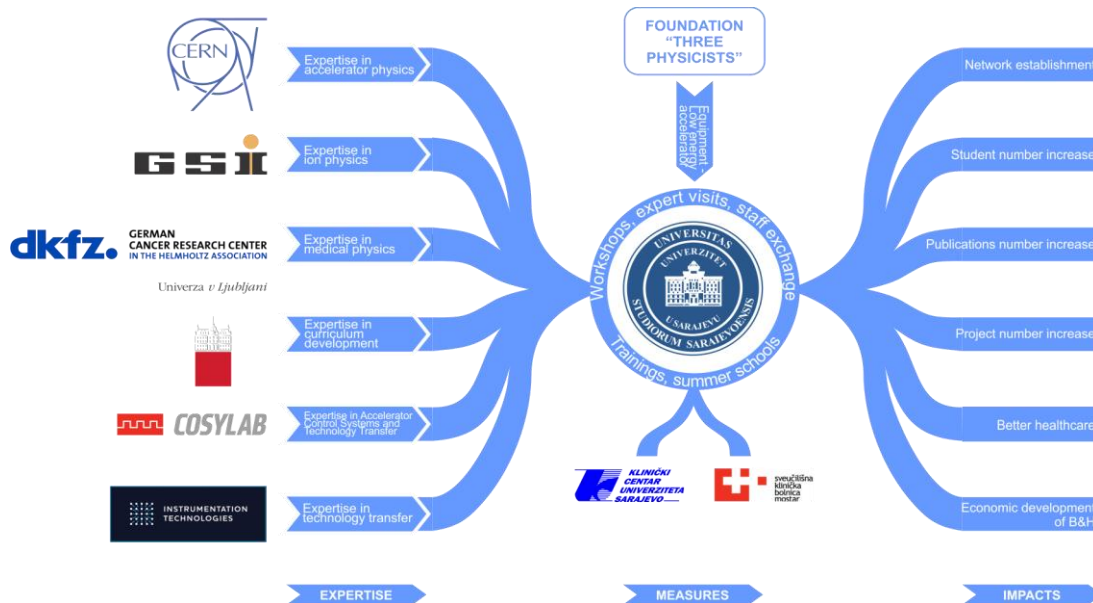 CERN
Expertise in
accelerator physics
GSI
Expertise in
ion physics
dkfz.
GERMAN
CANCER RESEARCH CENTER
IN THE HELMHOLTZ ASSOCIATION
Expertise in
medical physics
Univerza v Ljubljani
Expertise in
curriculum development
COSYLAB
Expertise in Accelerator
Control Systems and
Technology Transfer
INSTRUMENTATION
TECHNOLOGIES
Expertise in
technology transfer
EXPERTISE
FOUNDATION
“THREE
PHYSICISTS”
Equipment -
Low energy
accelerator
Workshops, expert visits, staff exchange
UNIVERSITAS
UNIVERZITET
U SARAJEVU
STUDIORUM SARAIEVOENSIS
Trainings, summer schools
KLINIČKI
CENTAR
UNIVERZITETA
SARAJEVO
sveučilišna
klinička
bolnica
mostar
MEASURES
Network establishment
Student number increase
Publications number increase
Project number increase
Better healthcare
Economic development
of B&H
IMPACTS